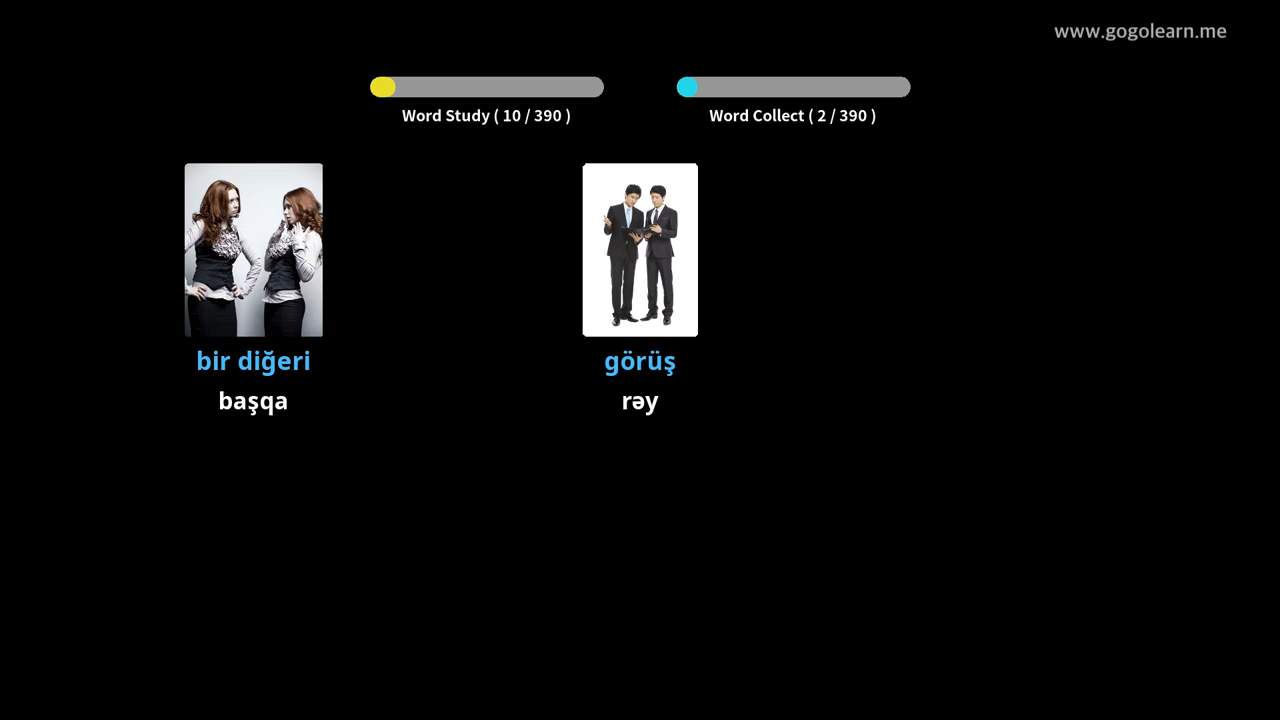 www.gogolearn.me
Word Study ( 10 / 390 )
Word Collect ( 2 / 390 )
bir diğeri
başqa
görüş
rəy